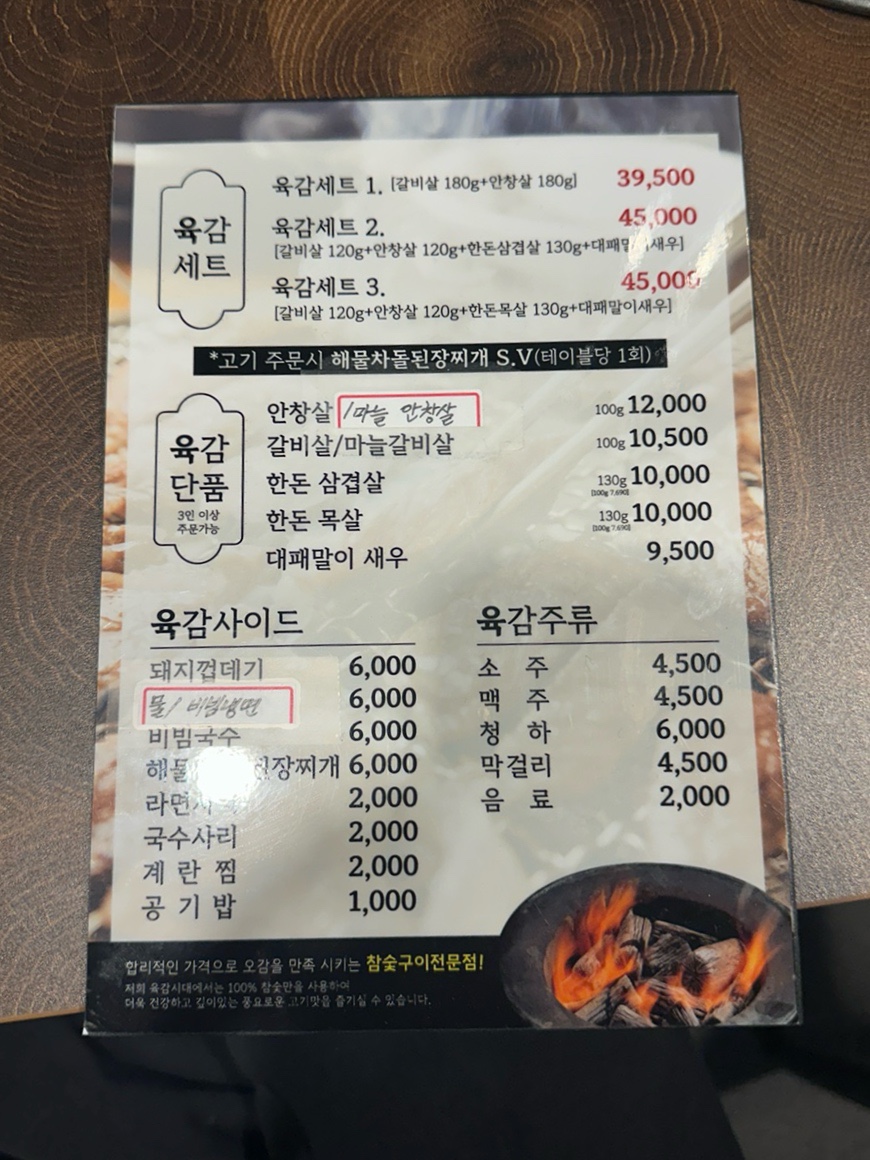 육감
세트
육감세트 1. [갈비살 180g+안창살 180g] 39,500
육감세트 2. 45,000
[갈비살 120g+안창살 120g+한돈삼겹살 130g+대패말이새우]
육감세트 3. 45,000
[갈비살 120g+안창살 120g+한돈목살 130g+대패말이새우]
*고기 주문시 해물차돌된장찌개 S.V(테이블당 1회)
육감
단품
3인 이상
주문가능
안창살 /마늘 안창살 100g 12,000
갈비살/마늘갈비살 100g 10,500
한돈 삼겹살 130g 10,000
[100g 7,690]
한돈 목살 130g 10,000
[100g 7,690]
대패말이 새우 9,500
육감사이드
돼지껍데기 6,000
물/ 비빔냉면 6,000
비빔국수 6,000
해물 된장찌개 6,000
라면 2,000
국수사리 2,000
계 란 찜 2,000
공 기 밥 1,000
육감주류
소 주 4,500
맥 주 4,500
청 하 6,000
막걸리 4,500
음 료 2,000
합리적인 가격으로 오감을 만족 시키는 참숯구이전문점!
저희 육감시대에서는 100% 참숯만을 사용하여
더욱 건강하고 깊이있는 풍요로운 고기맛을 즐기실 수 있습니다.